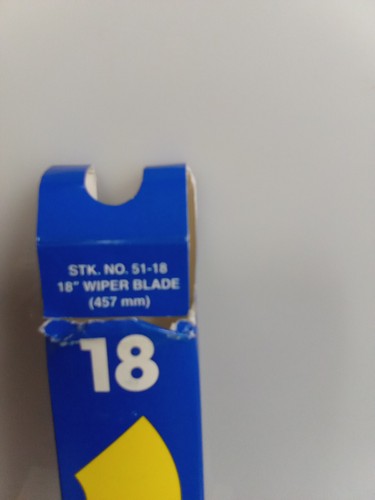 STK. NO. 51-18
18" WIPER BLADE
(457 mm)
18